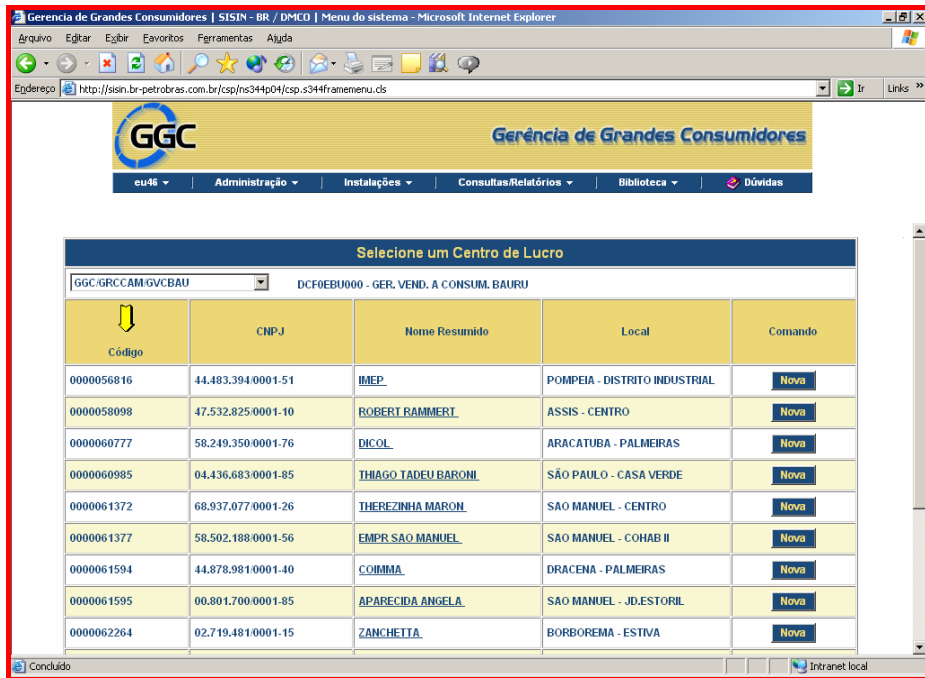 Gerencia de Grandes Consumidores | SISIN - BR / DMCO | Menu do sistema - Microsoft Internet Explorer
Arquivo Editar Exibir Favoritos Ferramentas Ajuda
Endereço http://sisin.br-petrobras.com.br/csp/ns344p04/csp.s344framemenu.cls Ir Links »
GGC Gerência de Grandes Consumidores
eu46 | Administração | Instalações | Consultas/Relatórios | Biblioteca | Dúvidas
Selecione um Centro de Lucro
GGC/GRCCAM/GVCBAU DCF0EBU000 - GER. VEND. A CONSUM. BAURU
Código CNPJ Nome Resumido Local Comando
0000056816 44.483.394/0001-51 IMEP POMPEIA - DISTRITO INDUSTRIAL Nova
0000058098 47.532.825/0001-10 ROBERT RAMMERT ASSIS - CENTRO Nova
0000060777 58.249.350/0001-76 DICOL ARACATUBA - PALMEIRAS Nova
0000060985 04.436.683/0001-85 THIAGO TADEU BARONI SÃO PAULO - CASA VERDE Nova
0000061372 68.937.077/0001-26 THEREZINHA MARON SAO MANUEL - CENTRO Nova
0000061377 58.502.188/0001-56 EMPR SAO MANUEL SAO MANUEL - COHAB II Nova
0000061594 44.878.981/0001-40 COIMMA DRACENA - PALMEIRAS Nova
0000061595 00.801.700/0001-85 APARECIDA ANGELA SAO MANUEL - JD.ESTORIL Nova
0000062264 02.719.481/0001-15 ZANCHETTA BORBOREMA - ESTIVA Nova
Concluído Intranet local